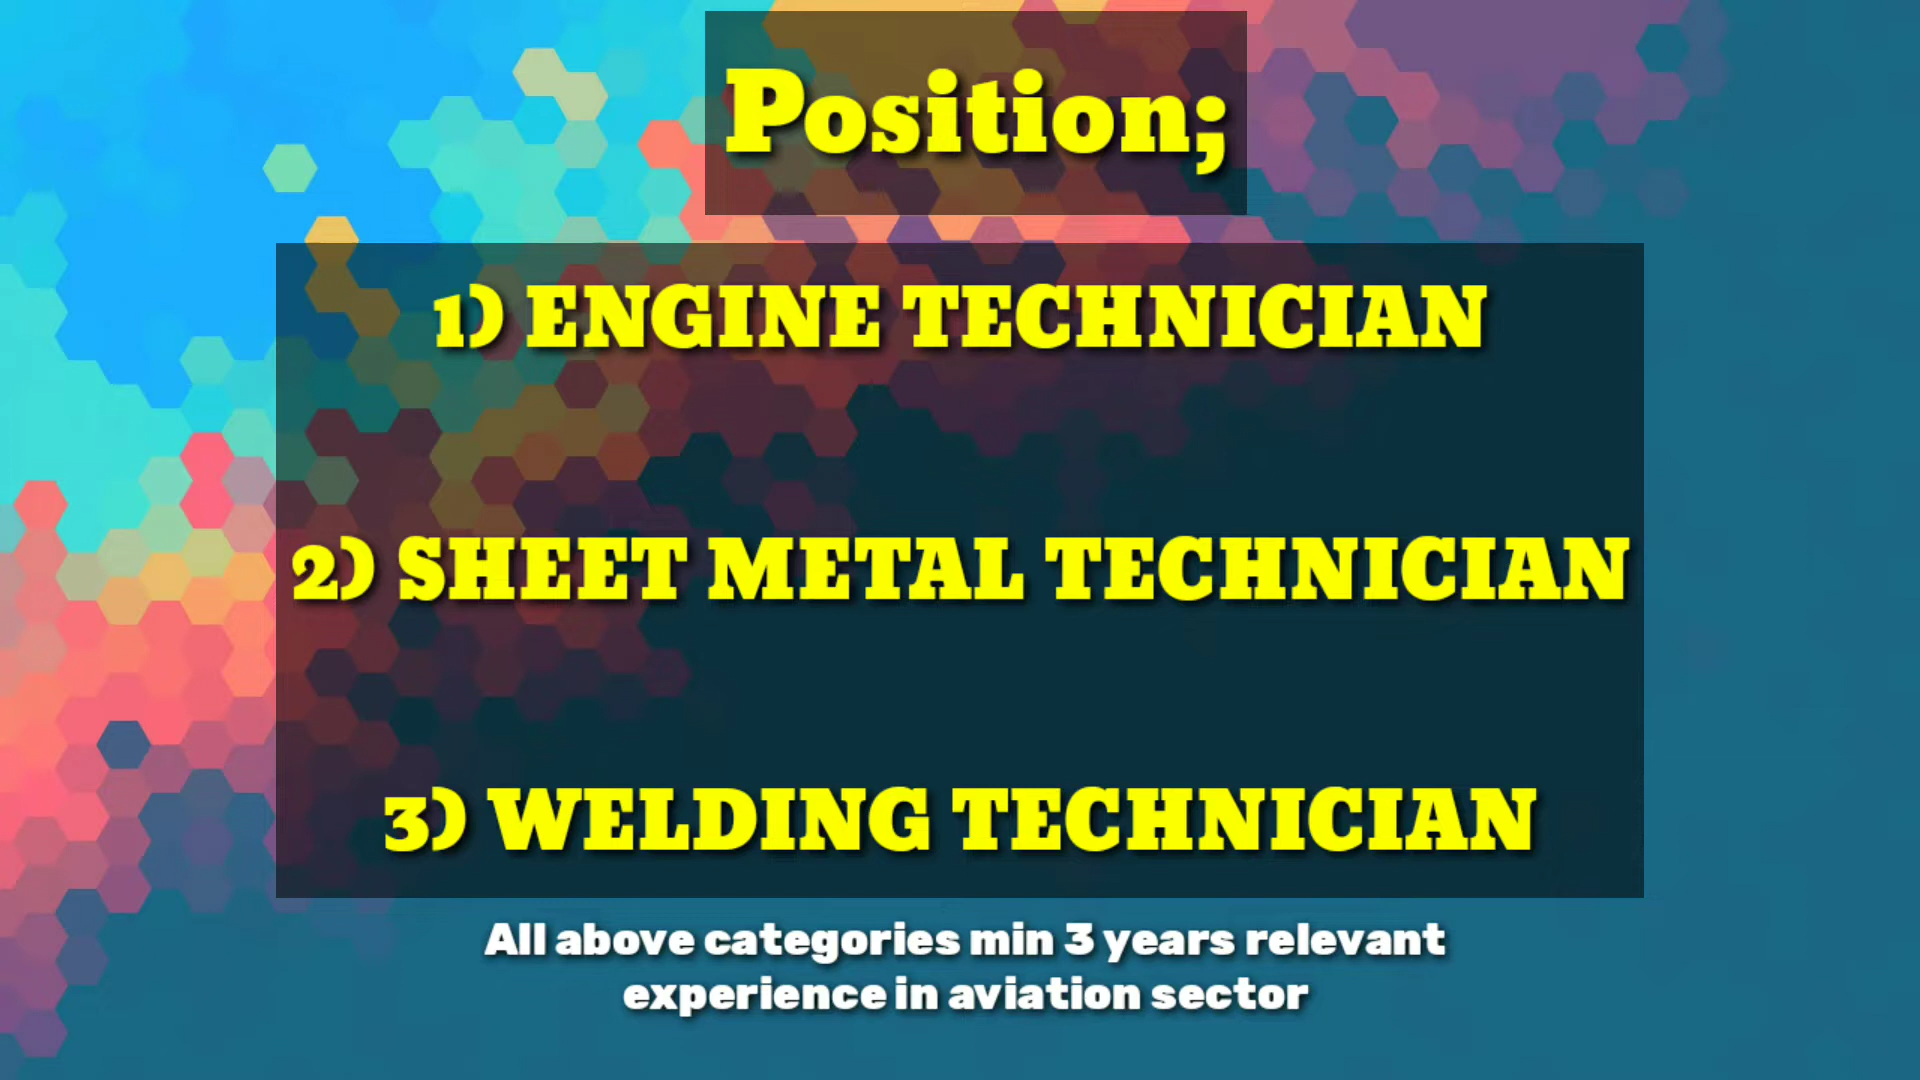 Position;
1) ENGINE TECHNICIAN
2) SHEET METAL TECHNICIAN
3) WELDING TECHNICIAN
All above categories min 3 years relevant
experience in aviation sector